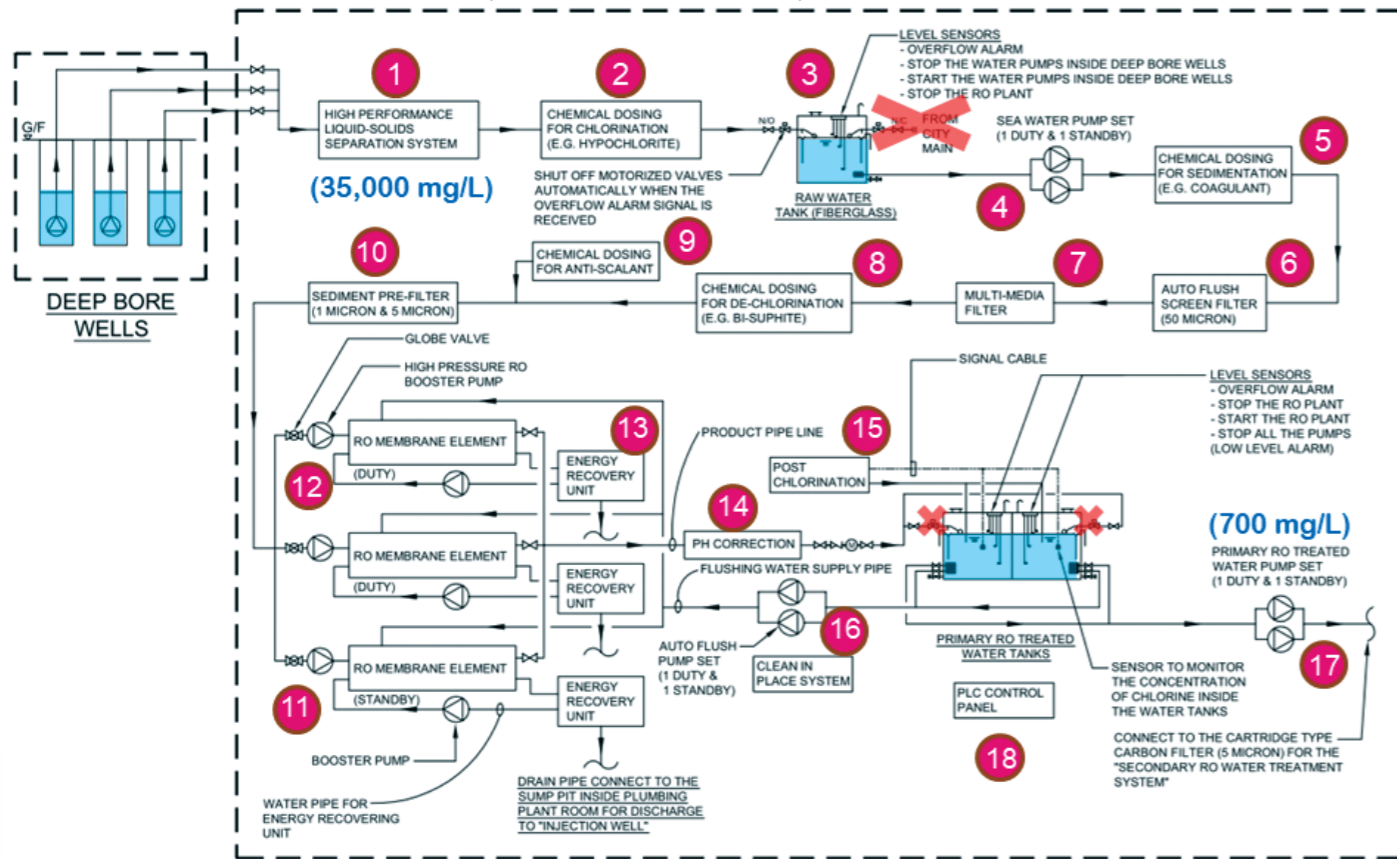 G/F
DEEP BORE
WELLS
1
HIGH PERFORMANCE
LIQUID-SOLIDS
SEPARATION SYSTEM
(35,000 mg/L)
2
CHEMICAL DOSING
FOR CHLORINATION
(E.G. HYPOCHLORITE)
SHUT OFF MOTORIZED VALVES
AUTOMATICALLY WHEN THE
OVERFLOW ALARM SIGNAL IS
RECEIVED
3
N/O
LEVEL SENSORS
- OVERFLOW ALARM
- STOP THE WATER PUMPS INSIDE DEEP BORE WELLS
- START THE WATER PUMPS INSIDE DEEP BORE WELLS
- STOP THE RO PLANT
N/C
FROM
CITY
MAIN
RAW WATER
TANK (FIBERGLASS)
SEA WATER PUMP SET
(1 DUTY & 1 STANDBY)
4
5
CHEMICAL DOSING
FOR SEDIMENTATION
(E.G. COAGULANT)
6
AUTO FLUSH
SCREEN FILTER
(50 MICRON)
7
MULTI-MEDIA
FILTER
8
CHEMICAL DOSING
FOR DE-CHLORINATION
(E.G. BI-SUPHITE)
9
CHEMICAL DOSING
FOR ANTI-SCALANT
10
SEDIMENT PRE-FILTER
(1 MICRON & 5 MICRON)
GLOBE VALVE
HIGH PRESSURE RO
BOOSTER PUMP
RO MEMBRANE ELEMENT
(DUTY)
12
13
ENERGY
RECOVERY
UNIT
RO MEMBRANE ELEMENT
(DUTY)
ENERGY
RECOVERY
UNIT
RO MEMBRANE ELEMENT
(STANDBY)
11
ENERGY
RECOVERY
UNIT
BOOSTER PUMP
WATER PIPE FOR
ENERGY RECOVERING
UNIT
DRAIN PIPE CONNECT TO THE
SUMP PIT INSIDE PLUMBING
PLANT ROOM FOR DISCHARGE
TO "INJECTION WELL"
PRODUCT PIPE LINE
14
PH CORRECTION
FLUSHING WATER SUPPLY PIPE
15
POST
CHLORINATION
SIGNAL CABLE
LEVEL SENSORS
- OVERFLOW ALARM
- STOP THE RO PLANT
- START THE RO PLANT
- STOP ALL THE PUMPS
(LOW LEVEL ALARM)
AUTO FLUSH
PUMP SET
(1 DUTY &
1 STANDBY)
16
CLEAN IN
PLACE SYSTEM
PRIMARY RO TREATED
WATER TANKS
PLC CONTROL
PANEL
18
(700 mg/L)
PRIMARY RO TREATED
WATER PUMP SET
(1 DUTY & 1 STANDBY)
17
SENSOR TO MONITOR
THE CONCENTRATION
OF CHLORINE INSIDE
THE WATER TANKS
CONNECT TO THE CARTRIDGE TYPE
CARBON FILTER (5 MICRON) FOR THE
"SECONDARY RO WATER TREATMENT
SYSTEM"